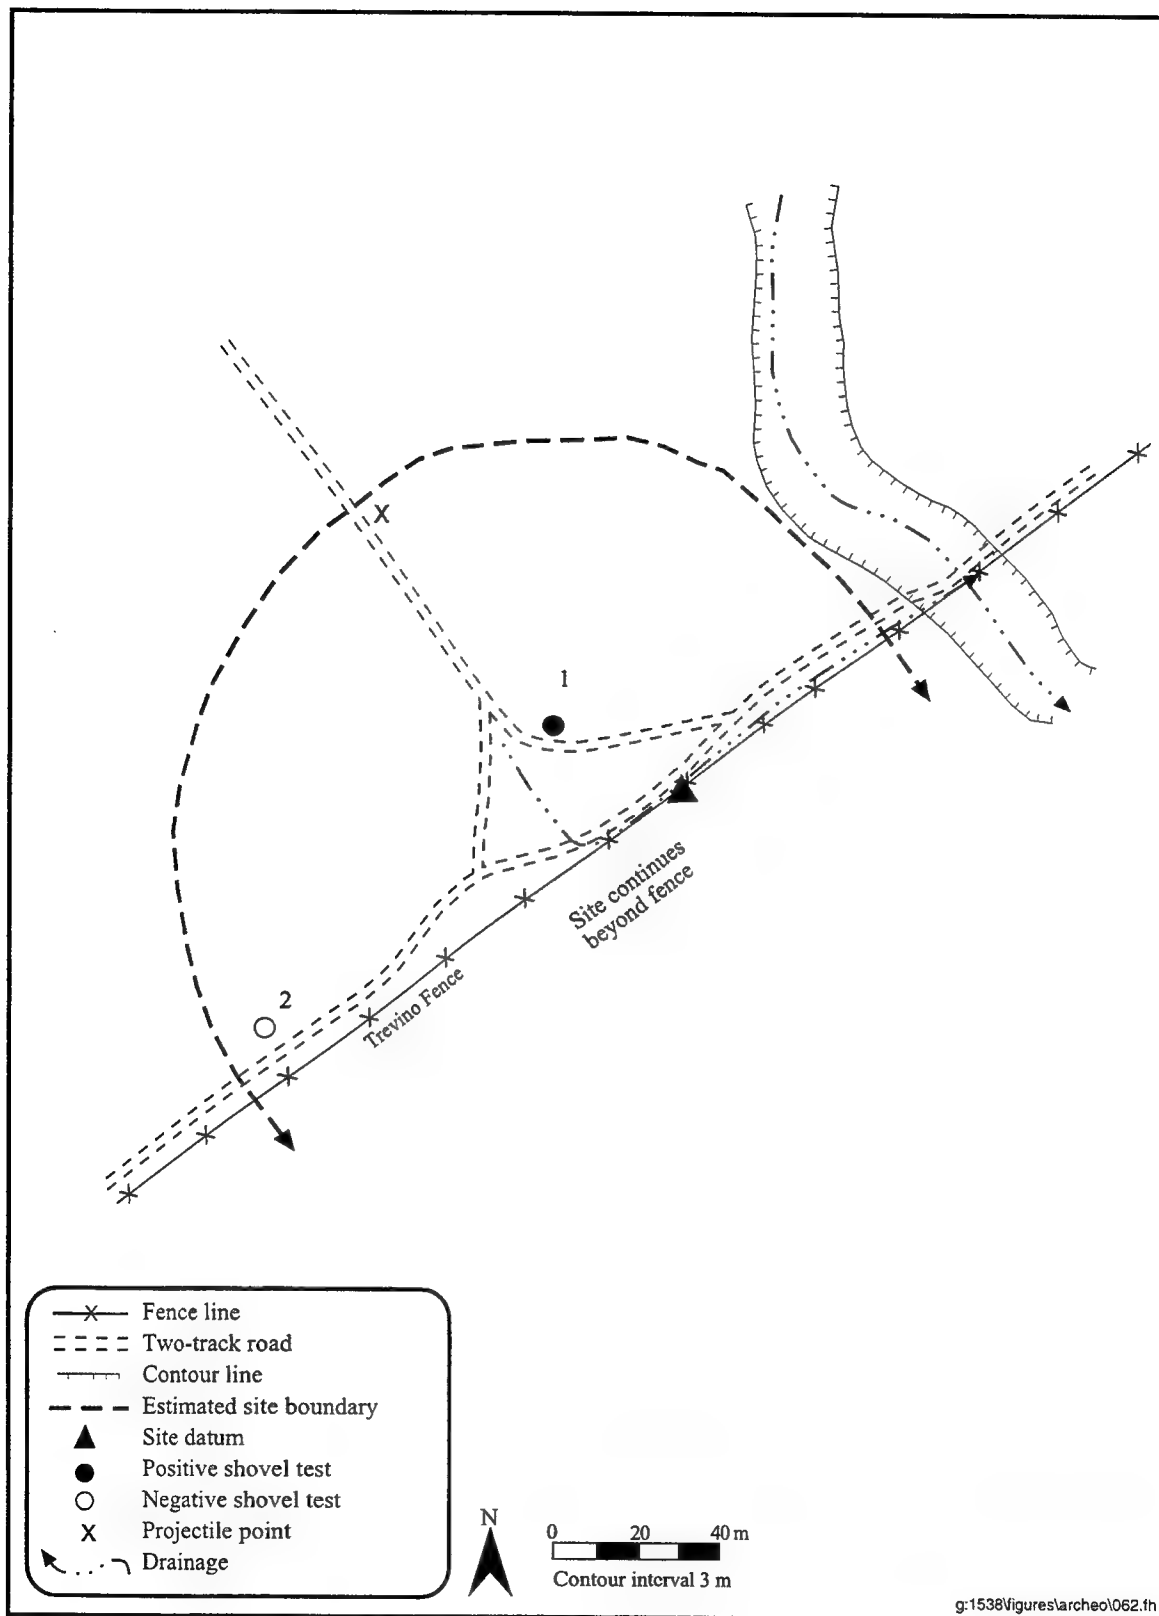 X
1
Site continues
beyond fence
Trevino Fence
2
Fence line
Two-track road
Contour line
Estimated site boundary
Site datum
Positive shovel test
Negative shovel test
X Projectile point
Drainage
N
0 20 40 m
Contour interval 3 m
g:1538\figures\archeo\062.fh